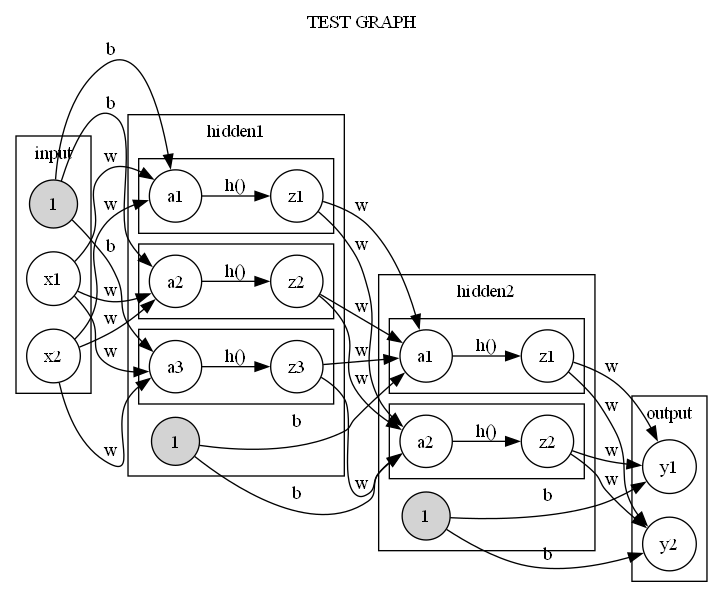 TEST GRAPH
input
1
x1
x2
b
b
w
w
b
w
w
w
w
hidden1
a1
h()
z1
a2
h()
z2
a3
h()
z3
1
w
w
w
w
w
b
w
b
hidden2
a1
h()
z1
a2
h()
z2
1
w
w
w
w
b
b
output
y1
y2